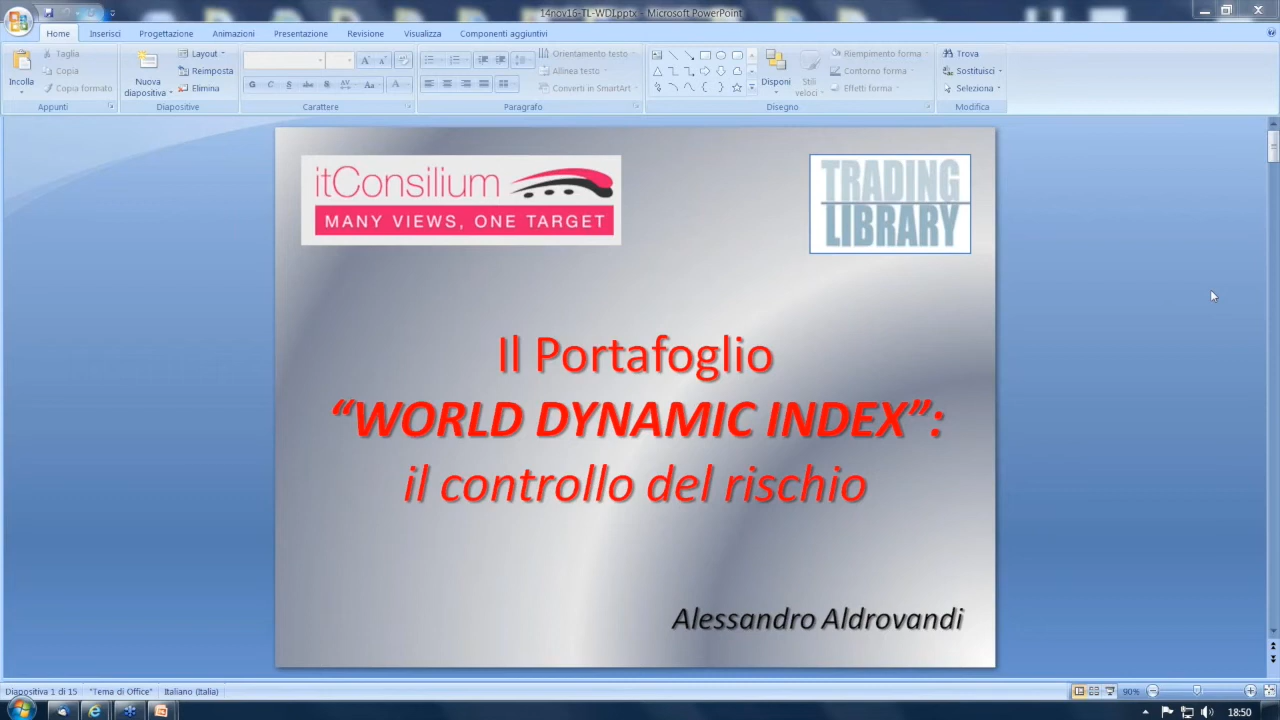 14nov16-TL-WDI.pptx - Microsoft PowerPoint
Home Inserisci Progettazione Animazioni Presentazione Revisione Visualizza Componenti aggiuntivi
Incolla
Taglia
Copia
Copia formato
Appunti
Nuova
diapositiva
Layout
Reimposta
Elimina
Diapositive
G C S abc S AV Aa A
Carattere
Paragrafo
Orientamento testo
Allinea testo
Converti in SmartArt
Disponi
Stili
veloci
Riempimento forma
Contorno forma
Effetti forma
Disegno
Trova
Sostituisci
Seleziona
Modifica
itConsilium
MANY VIEWS, ONE TARGET
TRADING
LIBRARY
Il Portafoglio
“WORLD DYNAMIC INDEX”:
il controllo del rischio
Alessandro Aldrovandi
Diapositiva 1 di 15 "Tema di Office" Italiano (Italia) 90%
18:50